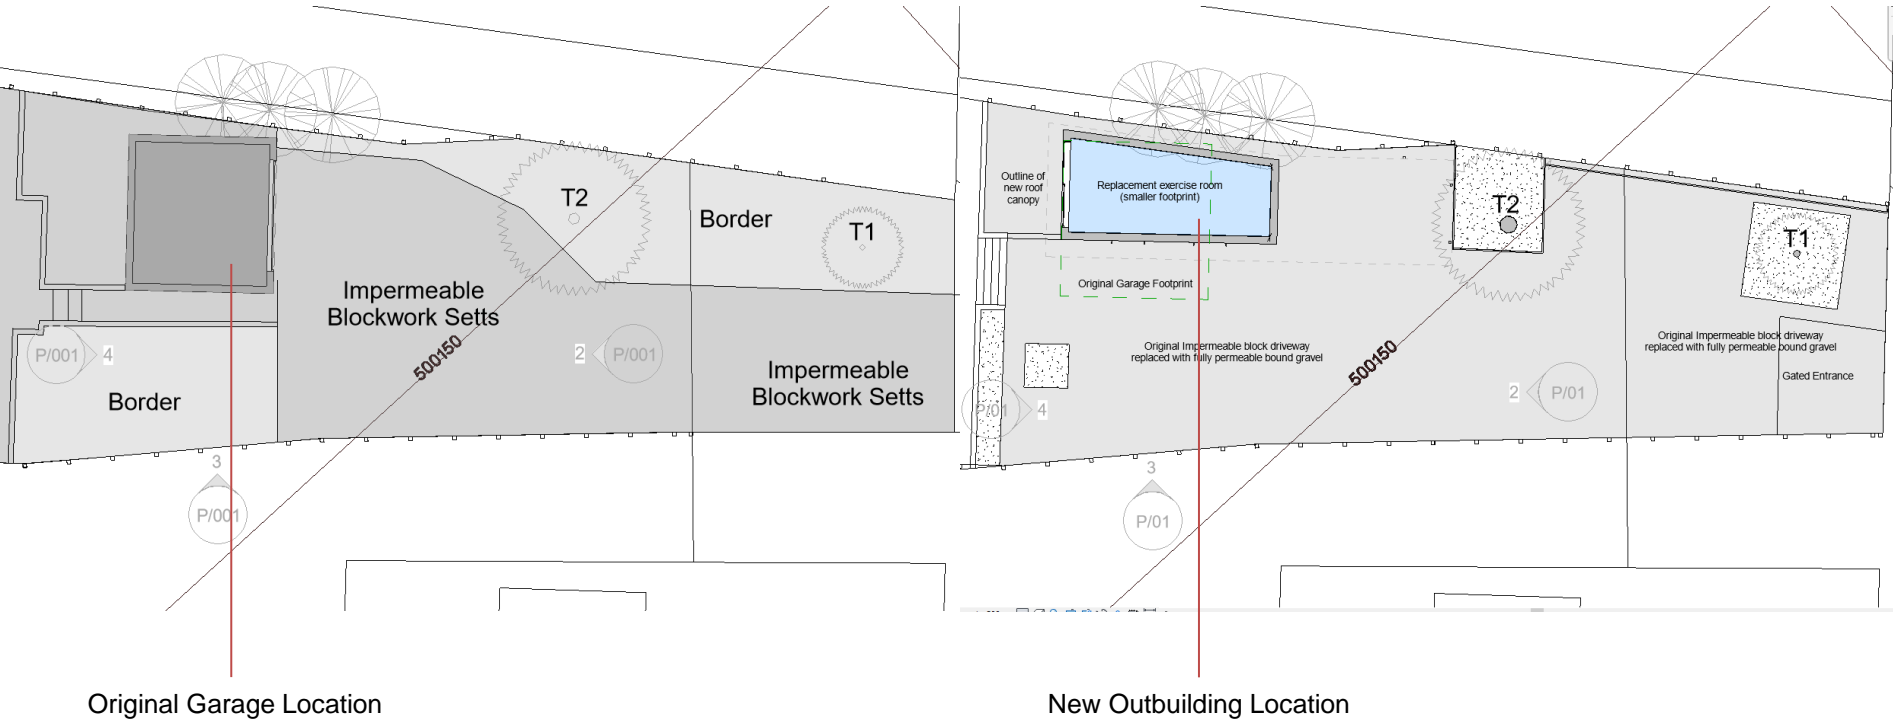 T2
Border
T1
Impermeable
Blockwork Setts
500150
P/001
4
2
P/001
Impermeable
Blockwork Setts
Border
3
P/001
Original Garage Location
Outline of
new roof
canopy
Replacement exercise room
(smaller footprint)
T2
T1
Original Garage Footprint
Original Impermeable block driveway
replaced with fully permeable bound gravel
Original Impermeable block driveway
replaced with fully permeable bound gravel
500150
Gated Entrance
P/01
4
2
P/01
3
P/01
New Outbuilding Location